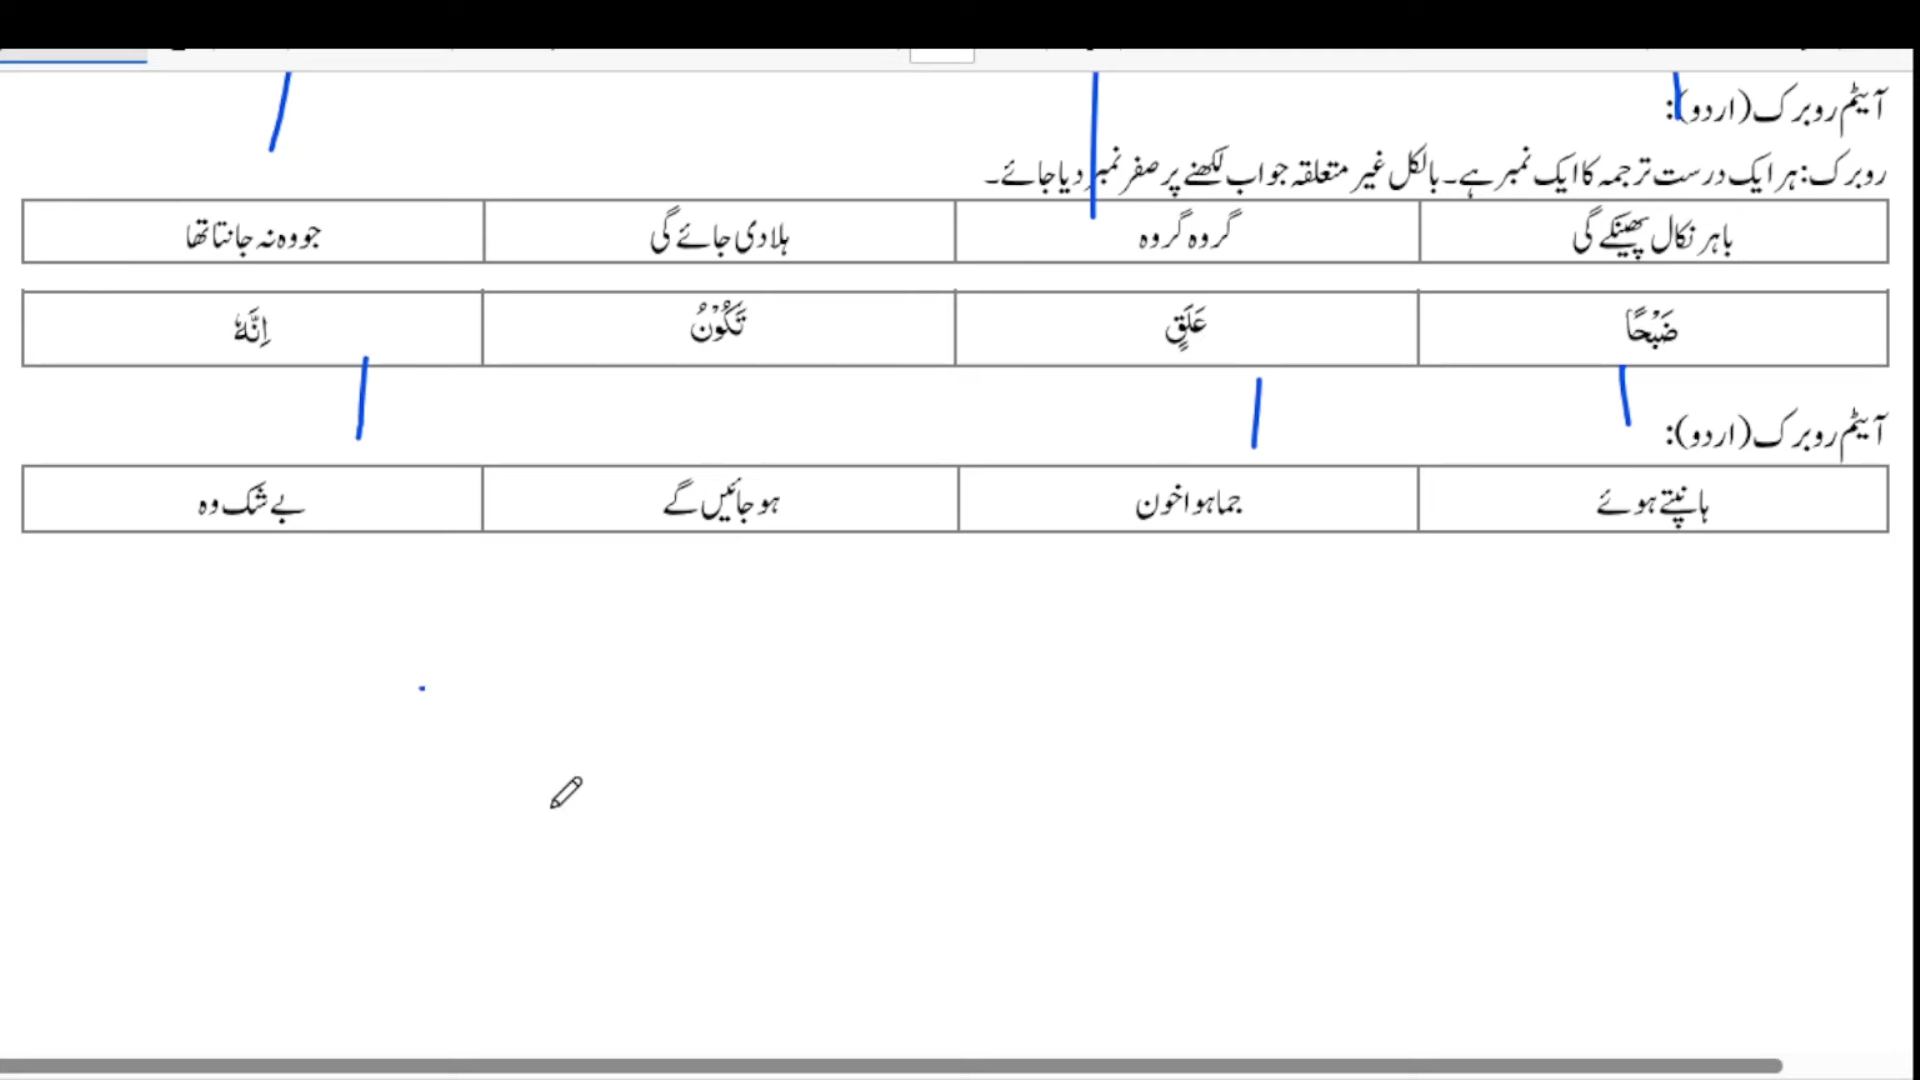 آئیٹم روبرک (اردو):
روبرک: ہر ایک درست ترجمہ کا ایک نمبر ہے۔ بالکل غیر متعلقہ جواب لکھنے پر صفر نمبر دیا جائے۔
باہر نکال پھینکے گی گروہ گروہ ہلا دی جائے گی جو وہ نہ جانتا تھا
ضَبْحًا عَلَقٍ تَكُوْنُ اِنَّهٗ
آئیٹم روبرک (اردو):
ہانپتے ہوئے جما ہوا خون ہو جائیں گے بے شک وہ